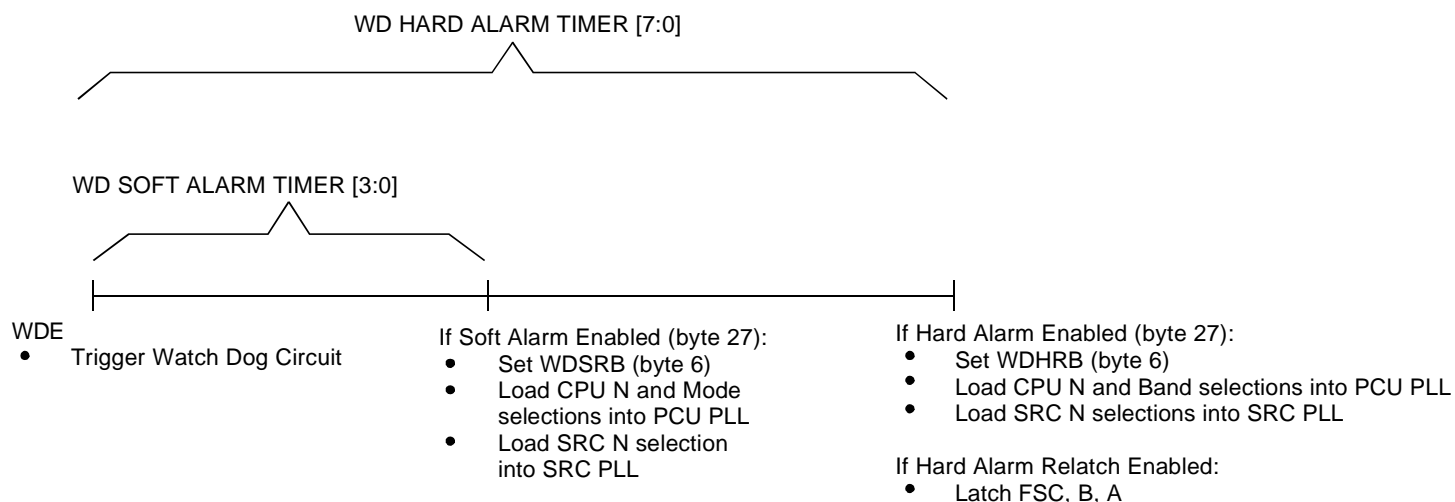 WD HARD ALARM TIMER [7:0]
WD SOFT ALARM TIMER [3:0]
WDE
• Trigger Watch Dog Circuit
If Soft Alarm Enabled (byte 27):
• Set WDSRB (byte 6)
• Load CPU N and Mode
selections into PCU PLL
• Load SRC N selection
into SRC PLL
If Hard Alarm Enabled (byte 27):
• Set WDHRB (byte 6)
• Load CPU N and Band selections into PCU PLL
• Load SRC N selections into SRC PLL
If Hard Alarm Relatch Enabled:
• Latch FSC, B, A